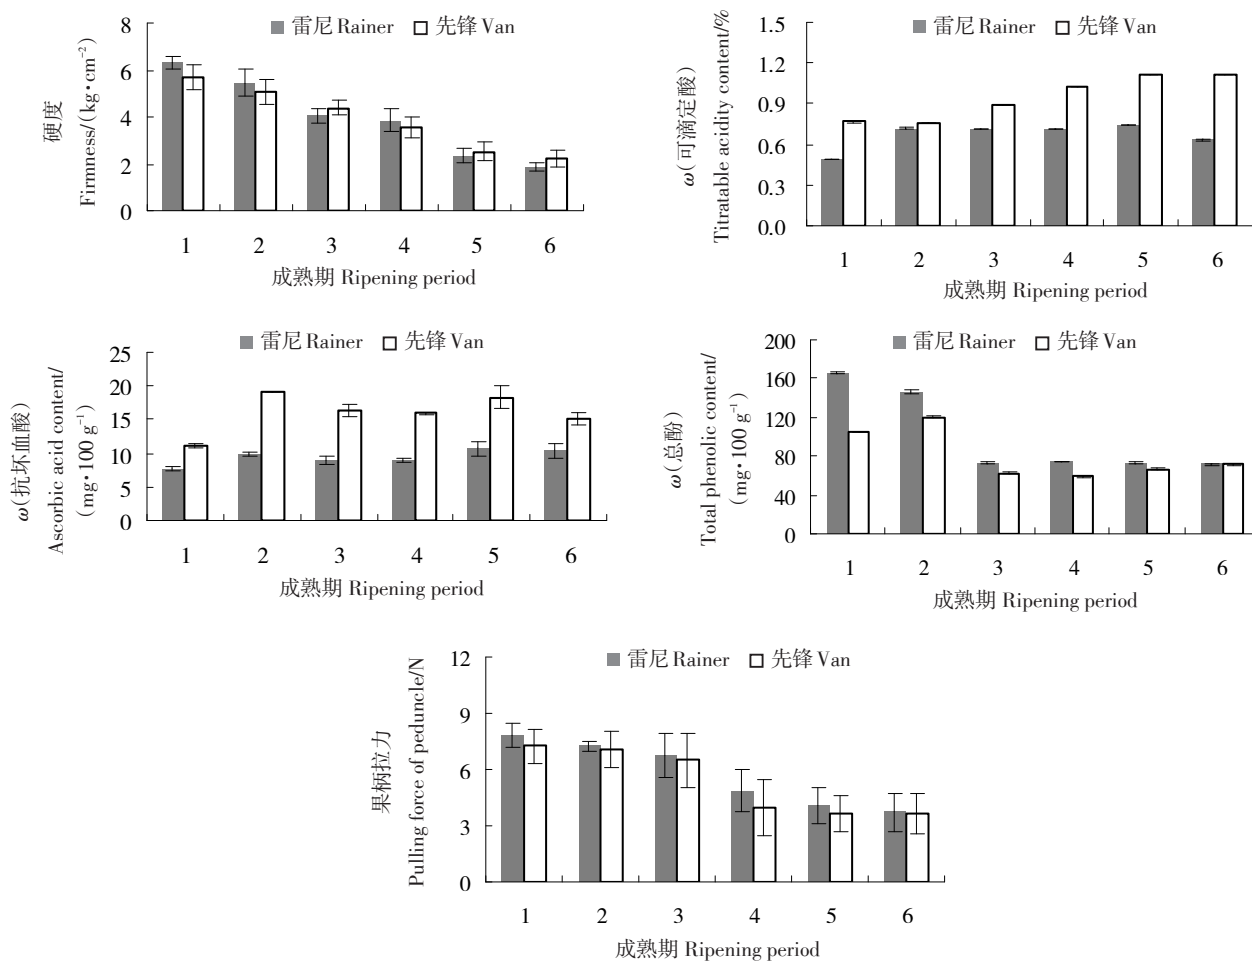 雷尼 Rainer 先锋 Van
硬度
Firmness/(kg•cm⁻²)
8
6
4
2
0
1 2 3 4 5 6
成熟期 Ripening period
雷尼 Rainer 先锋 Van
ω(可滴定酸)
Titratable acidity content/%
1.5
1.2
0.9
0.6
0.3
0.0
1 2 3 4 5 6
成熟期 Ripening period
雷尼 Rainer 先锋 Van
ω(抗坏血酸)
Ascorbic acid content/
(mg•100 g⁻¹)
25
20
15
10
5
0
1 2 3 4 5 6
成熟期 Ripening period
雷尼 Rainer 先锋 Van
ω(总酚)
Total phenolic content/
(mg•100 g⁻¹)
200
160
120
80
40
0
1 2 3 4 5 6
成熟期 Ripening period
雷尼 Rainer 先锋 Van
果柄拉力
Pulling force of peduncle/N
12
9
6
3
0
1 2 3 4 5 6
成熟期 Ripening period